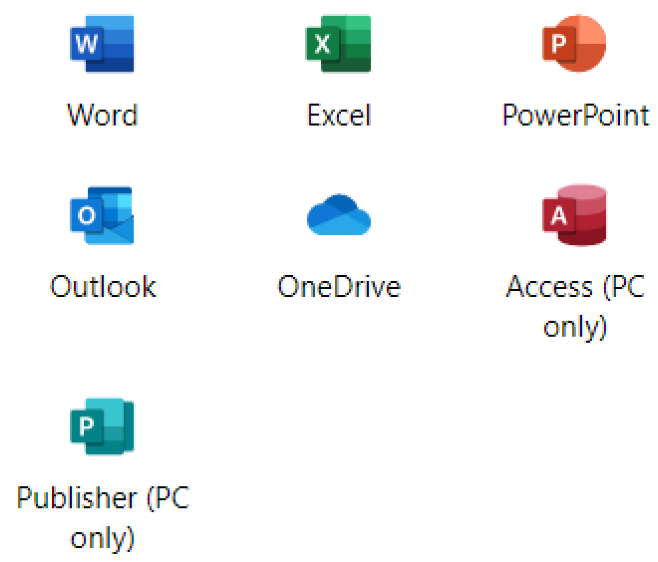 W
X
P
Word
Excel
PowerPoint
O
A
Outlook
OneDrive
Access (PC
only)
P
Publisher (PC
only)